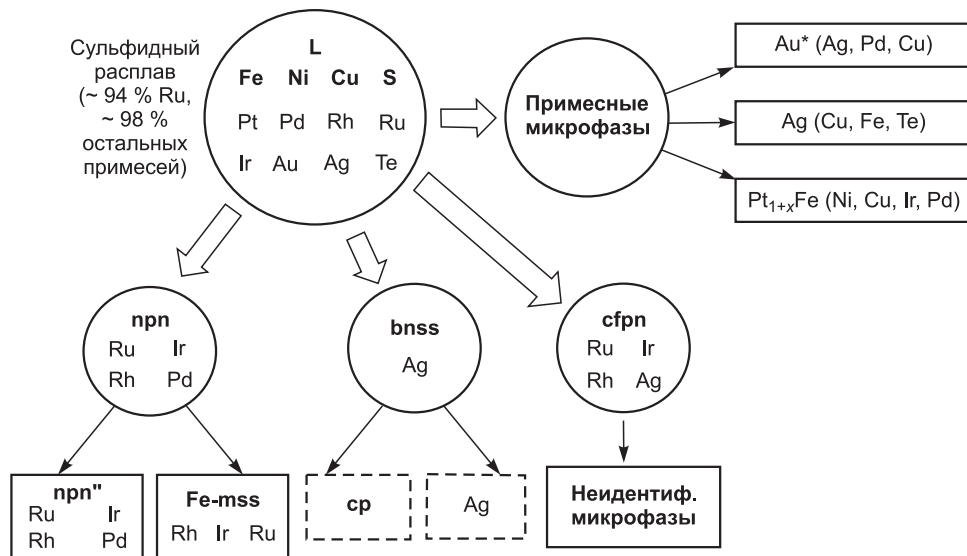 Сульфидный
расплав
(~ 94 % Ru,
~ 98 %
остальных
примесей)
L
Fe Ni Cu S
Pt Pd Rh Ru
Ir Au Ag Te
Примесные
микрофазы
Au* (Ag, Pd, Cu)
Ag (Cu, Fe, Te)
Pt1+xFe (Ni, Cu, Ir, Pd)
npn
Ru Ir
Rh Pd
bnss
Ag
cfpn
Ru Ir
Rh Ag
npn"
Ru Ir
Rh Pd
Fe-mss
Rh Ir Ru
cp
Ag
Неидентиф.
микрофазы